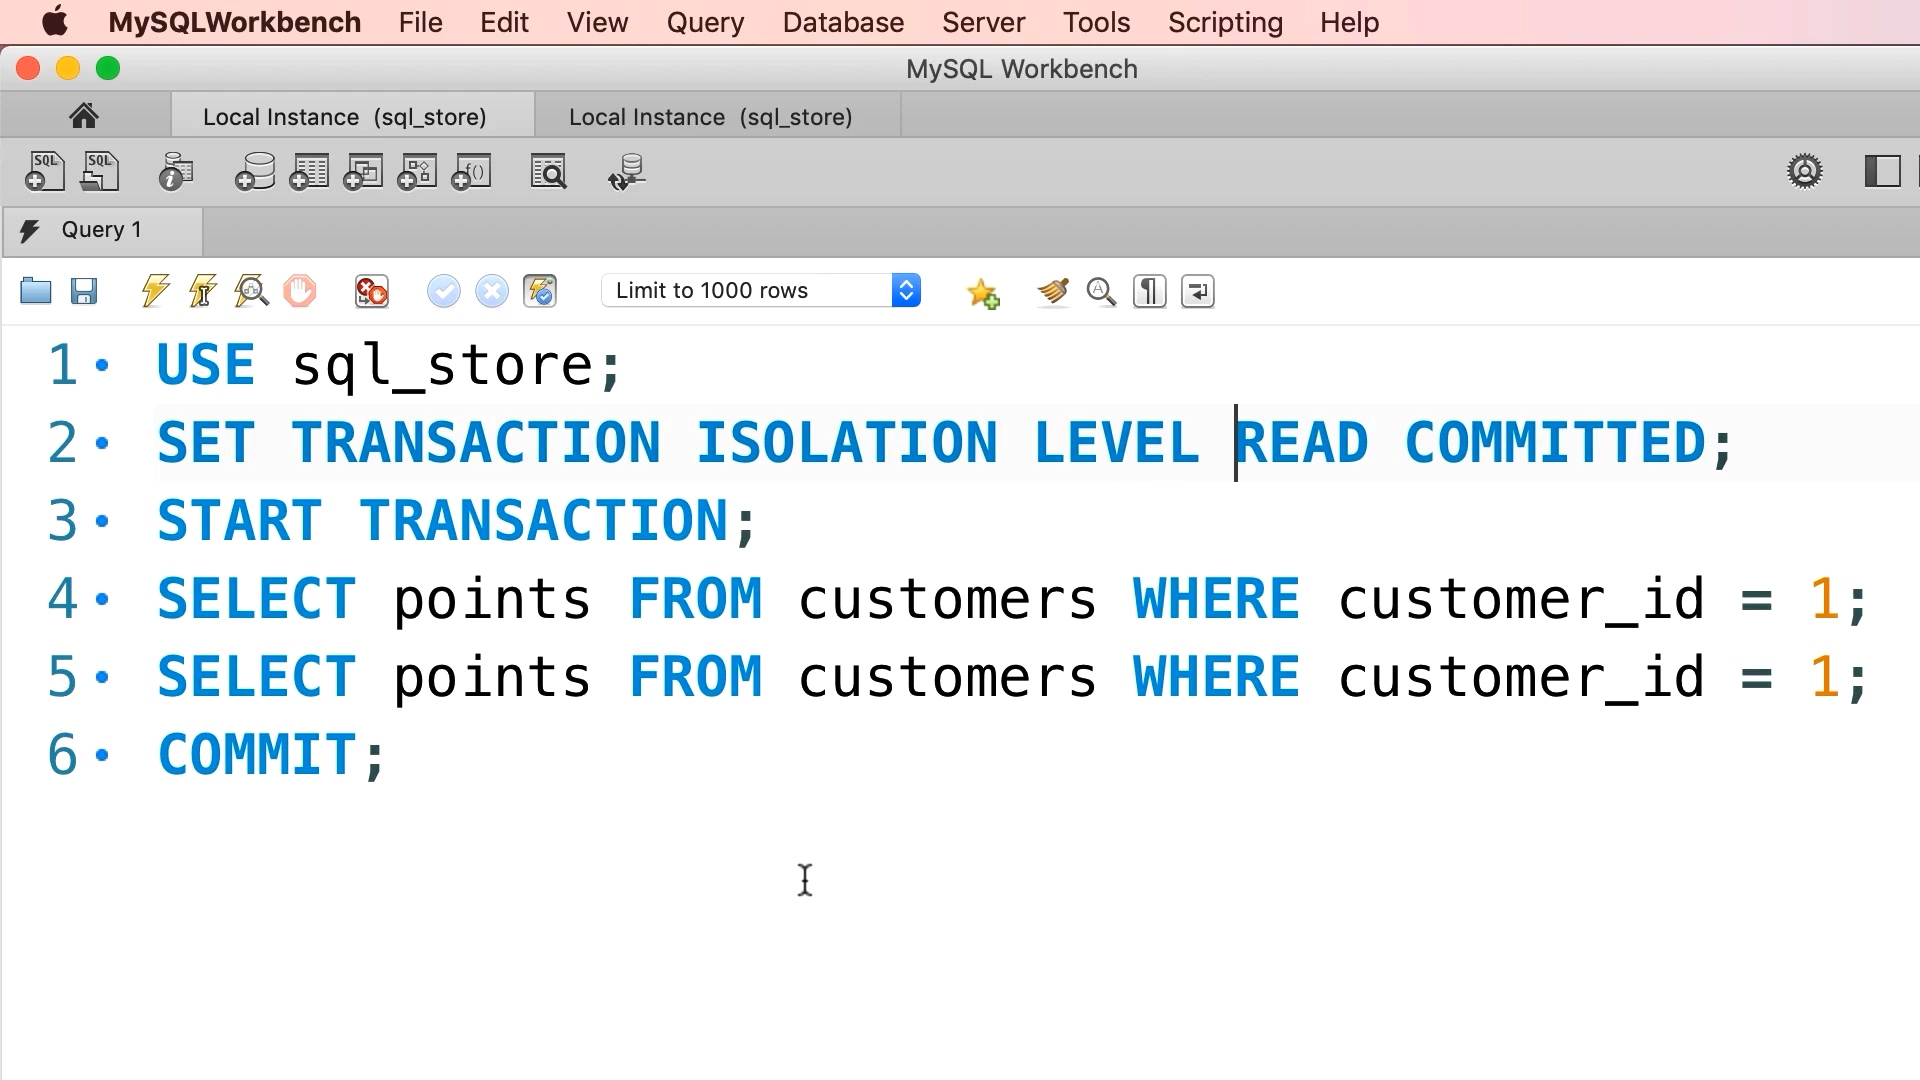 MySQLWorkbench File Edit View Query Database Server Tools Scripting Help
MySQL Workbench
Local Instance (sql_store) Local Instance (sql_store)
SQL SQL f()
Query 1
Limit to 1000 rows
1 USE sql_store;
2 SET TRANSACTION ISOLATION LEVEL READ COMMITTED;
3 START TRANSACTION;
4 SELECT points FROM customers WHERE customer_id = 1;
5 SELECT points FROM customers WHERE customer_id = 1;
6 COMMIT;